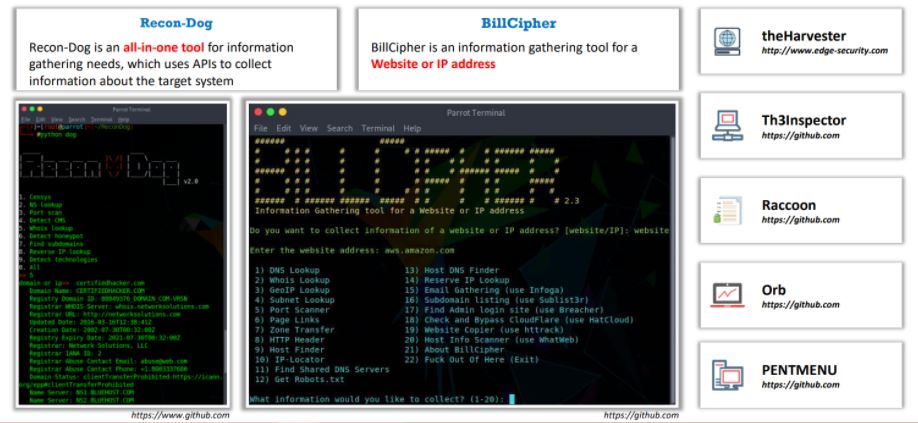 Recon-Dog
Recon-Dog is an all-in-one tool for information
gathering needs, which uses APIs to collect
information about the target system
BillCipher
BillCipher is an information gathering tool for a
Website or IP address
Parrot Terminal
File Edit View Search Terminal Help
#python dog
Recon Dog
v2.0
1. Censys
2. NS lookup
3. Port scan
4. Detect CMS
5. Whois lookup
6. Detect honeypot
7. Find subdomains
8. Reverse IP lookup
9. Detect technologies
0. All
>> 5
domain or ip>> certifiedhacker.com
Domain Name: CERTIFIEDHACKER.COM
Registry Domain ID: 88849376_DOMAIN_COM-VRSN
Registrar WHOIS Server: whois.networksolutions.com
Registrar URL: http://networksolutions.com
Updated Date: 2016-03-16T12:38:41Z
Creation Date: 2002-07-30T00:32:00Z
Registry Expiry Date: 2021-07-30T00:32:00Z
Registrar: Network Solutions, LLC
Registrar IANA ID: 2
Registrar Abuse Contact Email: abuse@web.com
Registrar Abuse Contact Phone: +1.8003337680
Domain Status: clientTransferProhibited https://icann.
org/epp#clientTransferProhibited
Name Server: NS1.BLUEHOST.COM
Name Server: NS2.BLUEHOST.COM
https://www.github.com
Parrot Terminal
File Edit View Search Terminal Help
BILLCIPHER
2.3
Information Gathering tool for a Website or IP address
Do you want to collect information of a website or IP address? [website/IP]: website
Enter the website address: aws.amazon.com
1) DNS Lookup 13) Host DNS Finder
2) Whois Lookup 14) Reserve IP Lookup
3) GeoIP Lookup 15) Email Gathering (use Infoga)
4) Subnet Lookup 16) Subdomain listing (use Sublist3r)
5) Port Scanner 17) Find Admin login site (use Breacher)
6) Page Links 18) Check and Bypass CloudFlare (use HatCloud)
7) Zone Transfer 19) Website Copier (use httrack)
8) HTTP Header 20) Host Info Scanner (use WhatWeb)
9) Host Finder 21) About BillCipher
10) IP-Locator 22) Fuck Out Of Here (Exit)
11) Find Shared DNS Servers
12) Get Robots.txt
What information would you like to collect? (1-20):
https://github.com
theHarvester
http://www.edge-security.com
Th3Inspector
https://github.com
Raccoon
https://github.com
Orb
https://github.com
PENTMENU
https://github.com